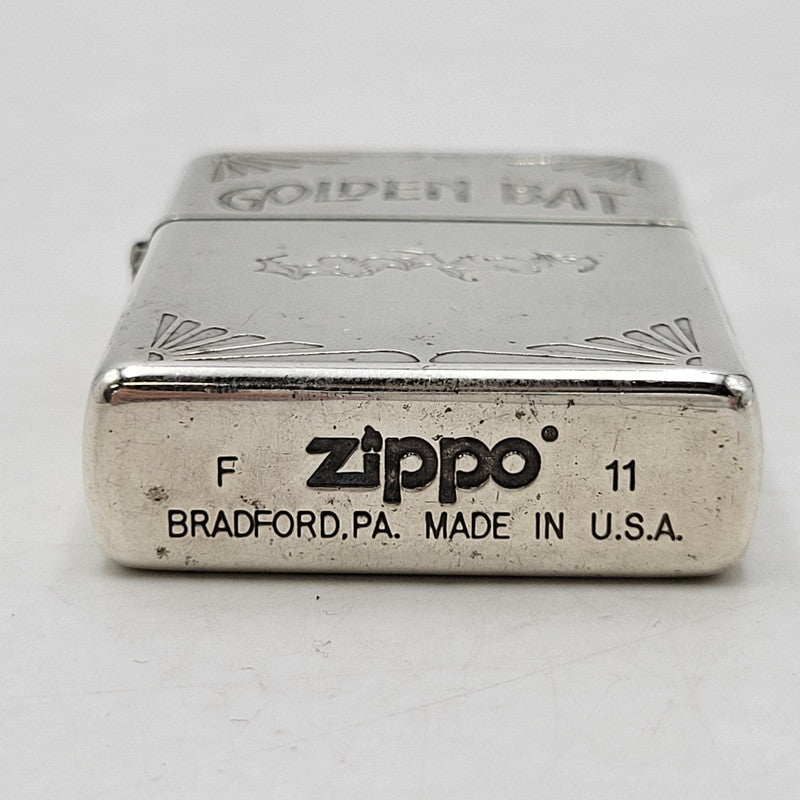 GOLDEN BAT
F zippo 11
BRADFORD,PA. MADE IN U.S.A.